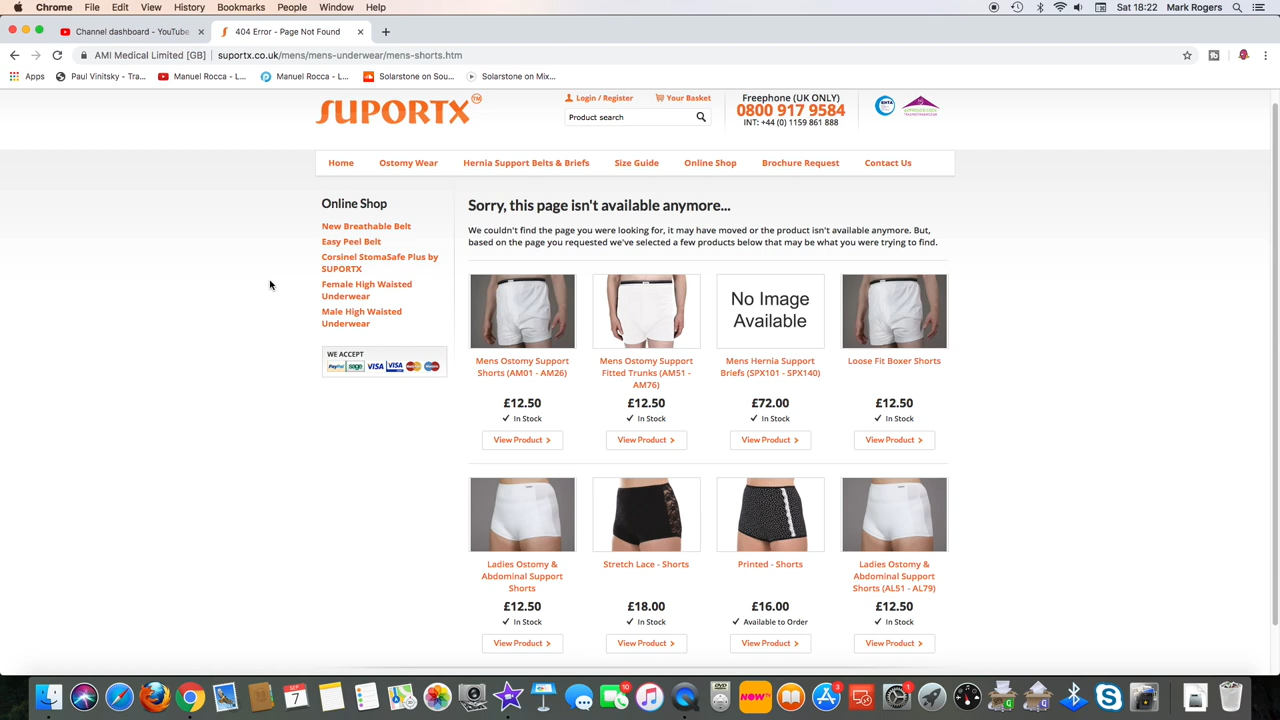 Chrome File Edit View History Bookmarks People Window Help Sat 18:22 Mark Rogers
Channel dashboard - YouTube 404 Error - Page Not Found
AMI Medical Limited [GB] suportx.co.uk/mens/mens-underwear/mens-shorts.htm
Apps Paul Vinitsky - Tra... Manuel Rocca - L... Manuel Rocca - L... Solarstone on Sou... Solarstone on Mix...
SUPORTX TM
Login / Register Your Basket
Product search
Freephone (UK ONLY)
0800 917 9584
INT: +44 (0) 1159 861 888
Home Ostomy Wear Hernia Support Belts & Briefs Size Guide Online Shop Brochure Request Contact Us
Online Shop
New Breathable Belt
Easy Peel Belt
Corsinel StomaSafe Plus by
SUPORTX
Female High Waisted
Underwear
Male High Waisted
Underwear
WE ACCEPT
PayPal sage VISA VISA
Sorry, this page isn't available anymore...
We couldn't find the page you were looking for, it may have moved or the product isn't available anymore. But,
based on the page you requested we've selected a few products below that may be what you were trying to find.
No Image
Available
Mens Ostomy Support
Shorts (AM01 - AM26)
£12.50
In Stock
View Product
Mens Ostomy Support
Fitted Trunks (AM51 -
AM76)
£12.50
In Stock
View Product
Mens Hernia Support
Briefs (SPX101 - SPX140)
£72.00
In Stock
View Product
Loose Fit Boxer Shorts
£12.50
In Stock
View Product
Ladies Ostomy &
Abdominal Support
Shorts
£12.50
In Stock
View Product
Stretch Lace - Shorts
£18.00
In Stock
View Product
Printed - Shorts
£16.00
Available to Order
View Product
Ladies Ostomy &
Abdominal Support
Shorts (AL51 - AL79)
£12.50
In Stock
View Product
SEP
7
10
NOW
3
1